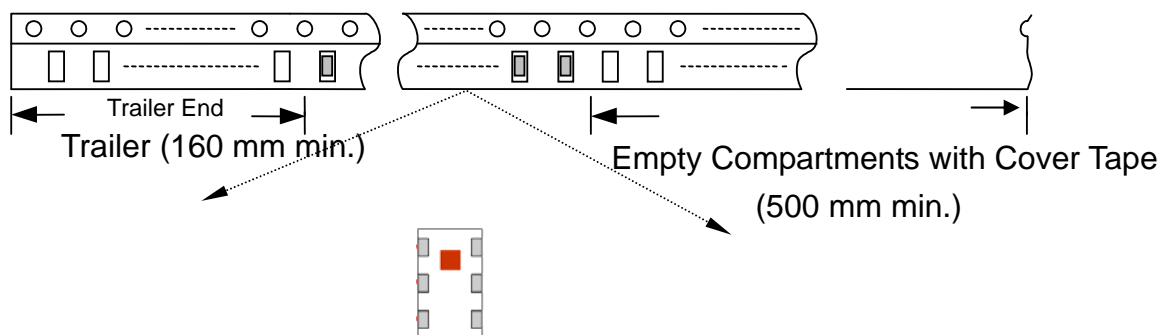 Trailer End
Trailer (160 mm min.)
Empty Compartments with Cover Tape
(500 mm min.)